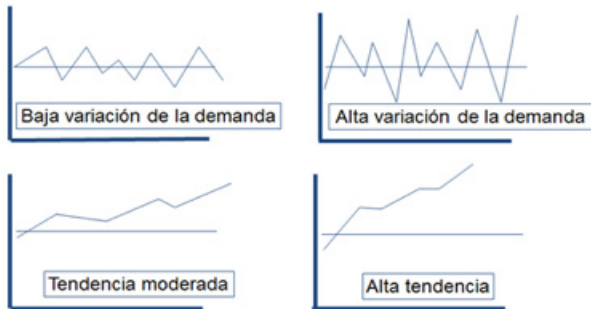 Baja variación de la demanda
Alta variación de la demanda
Tendencia moderada
Alta tendencia